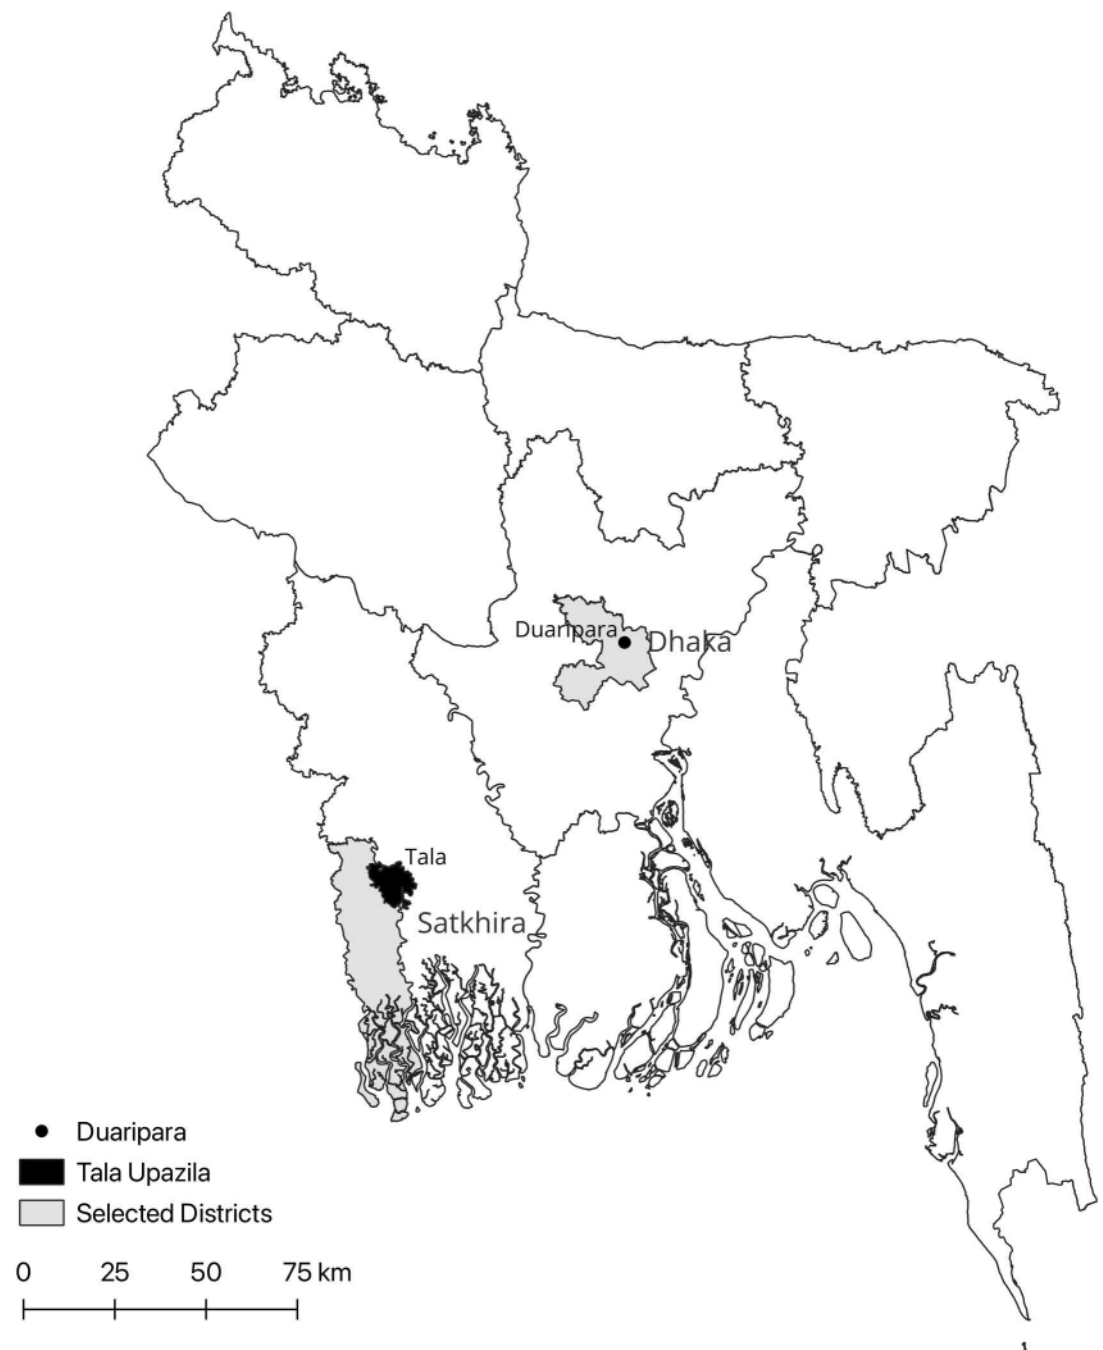 Duaripara
Dhaka
Tala
Satkhira
Duaripara
Tala Upazila
Selected Districts
0 25 50 75 km